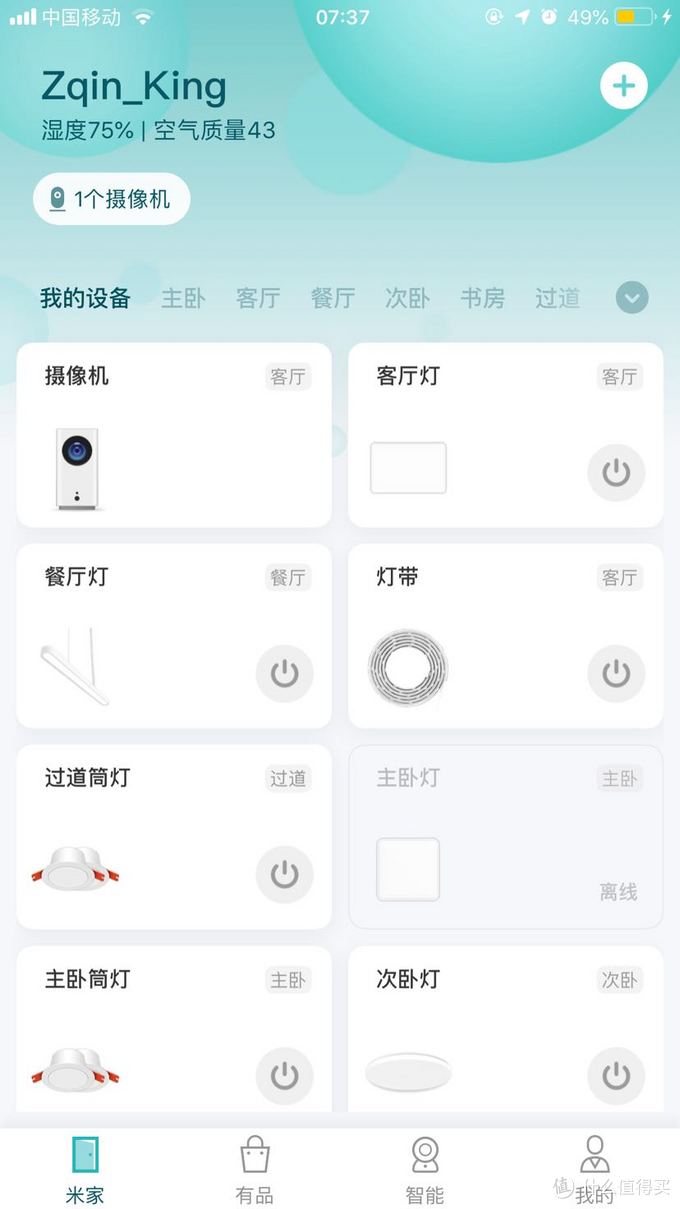 中国移动 07:37 49%
Zqin_King
湿度75% | 空气质量43
1个摄像机
我的设备 主卧 客厅 餐厅 次卧 书房 过道
摄像机 客厅
客厅灯 客厅
餐厅灯 餐厅
灯带 客厅
过道筒灯 过道
主卧灯 主卧
离线
主卧筒灯 主卧
次卧灯 次卧
米家 有品 智能 我的
值 什么值得买